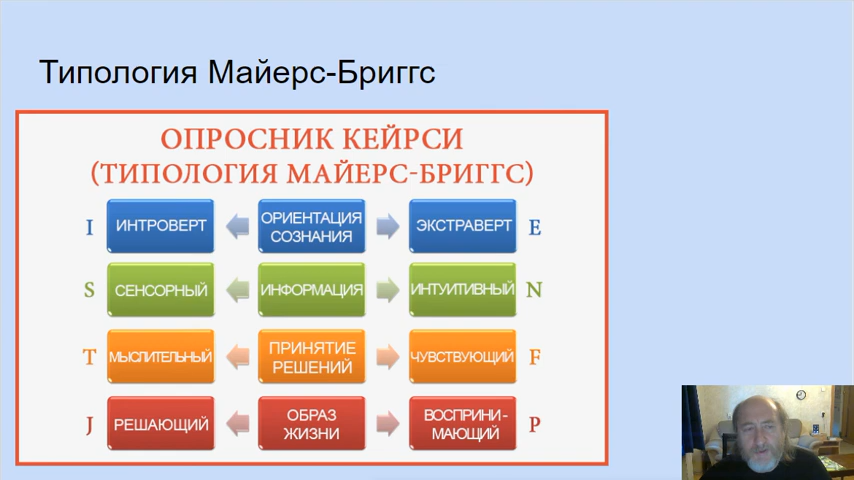 Типология Майерс-Бриггс
ОПРОСНИК КЕЙРСИ
(ТИПОЛОГИЯ МАЙЕРС-БРИГГС)
I ИНТРОВЕРТ ОРИЕНТАЦИЯ СОЗНАНИЯ ЭКСТРАВЕРТ E
S СЕНСОРНЫЙ ИНФОРМАЦИЯ ИНТУИТИВНЫЙ N
T МЫСЛИТЕЛЬНЫЙ ПРИНЯТИЕ РЕШЕНИЙ ЧУВСТВУЮЩИЙ F
J РЕШАЮЩИЙ ОБРАЗ ЖИЗНИ ВОСПРИНИ - МАЮЩИЙ P